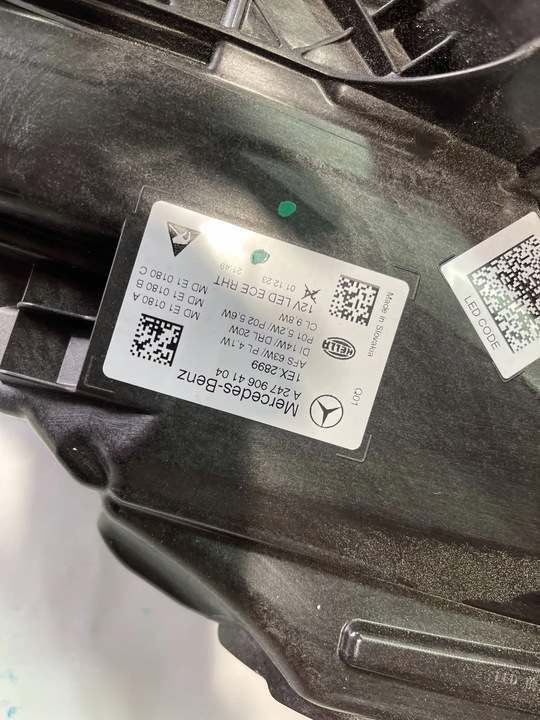 Mercedes-Benz
A 247 906 41 04
1EX.2899
AFS 63W/ PL 4,1W
DI 14W/ DRL 20W
P01 5.2W/ P02 5.6W
CL 9.8W
12V LED ECE RHT
01.12.23 21:49
MD E1 0180 A
MD E1 0180 B
MD E1 0180 C
HELLA
Made in Slovakia
Q01
LED CODE
LED